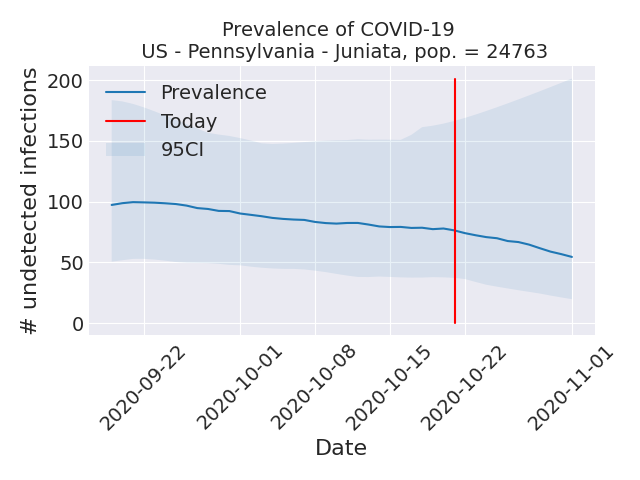 Prevalence of COVID-19
US - Pennsylvania - Juniata, pop. = 24763
# undetected infections
200
150
100
50
0
Prevalence
Today
95CI
2020-09-22
2020-10-01
2020-10-08
2020-10-15
2020-10-22
2020-11-01
Date